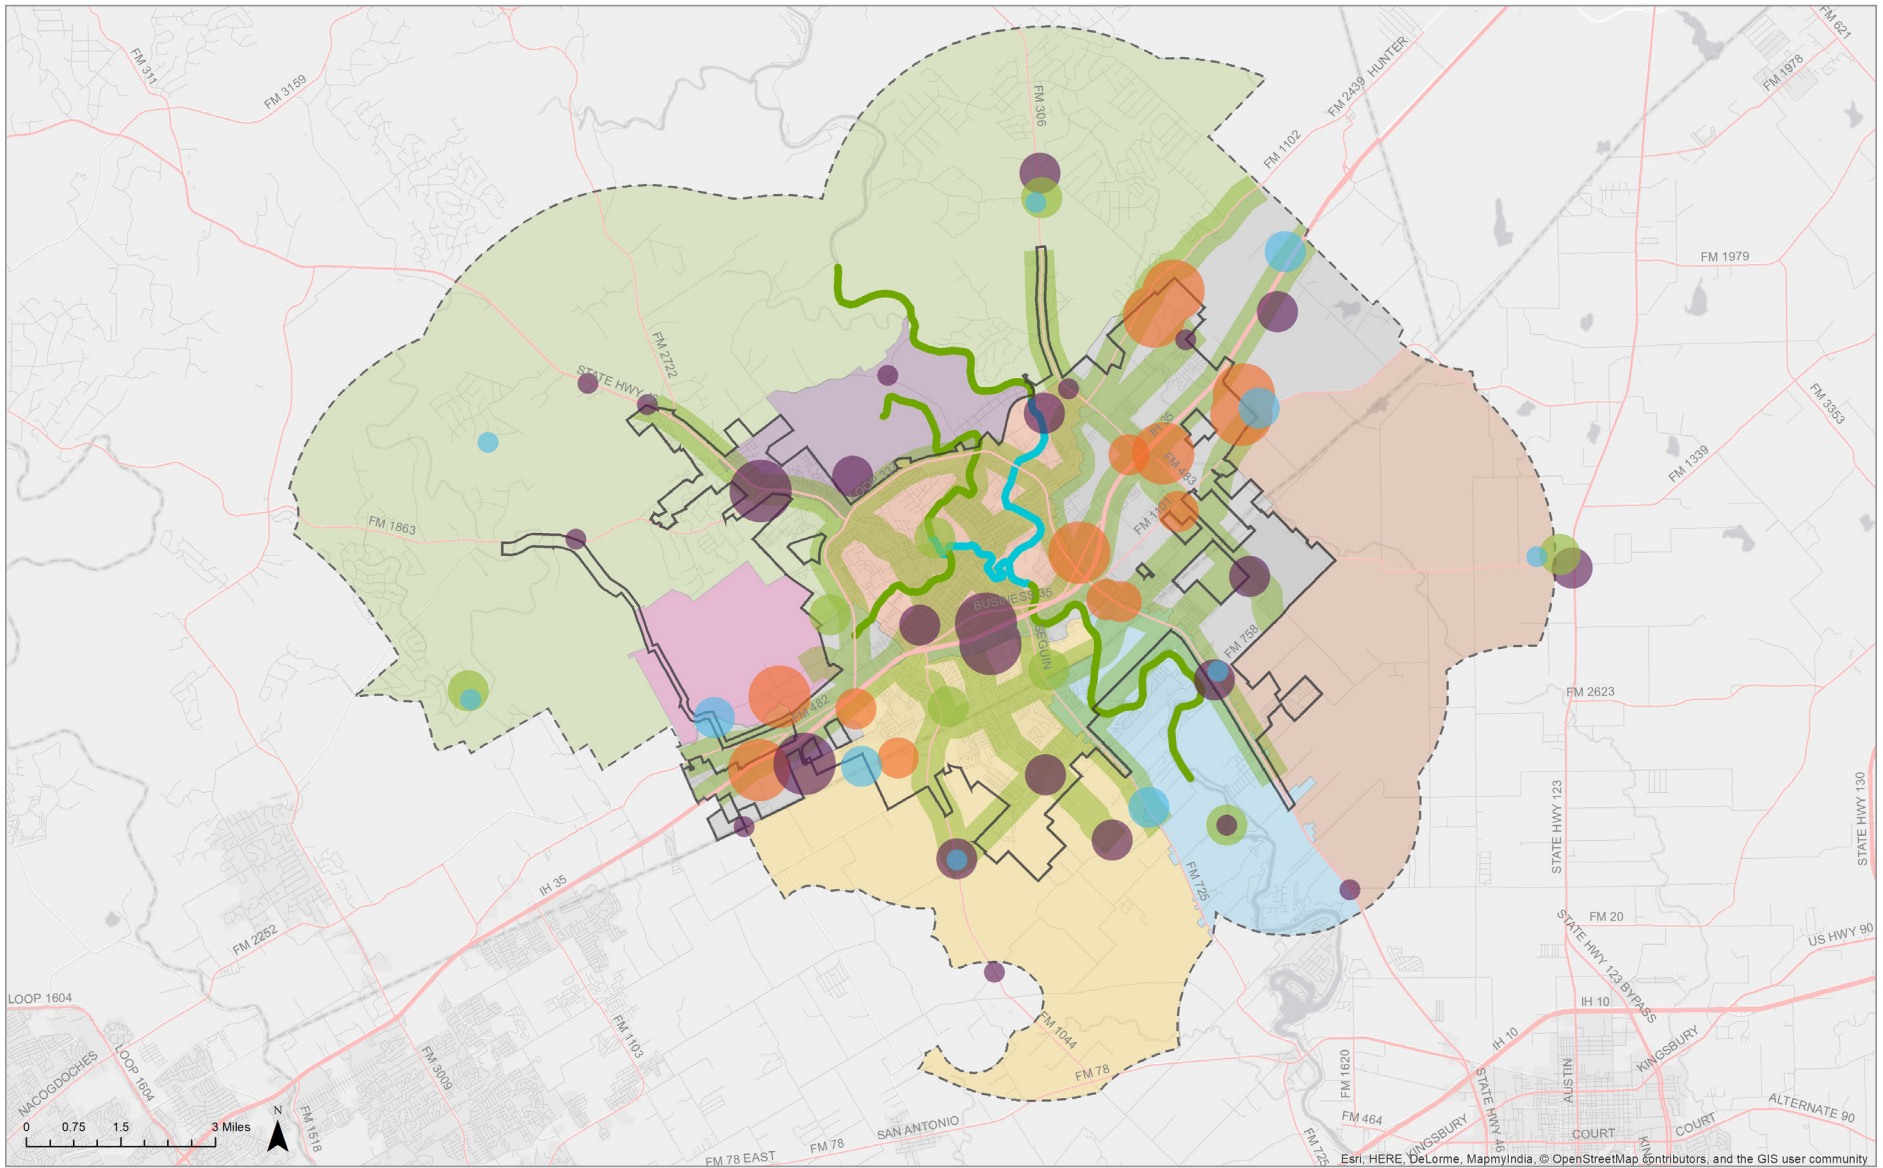 FM 311
FM 3159
FM 306
FM 2439 HUNTER
FM 1102
FM 621
FM 1978
FM 1979
FM 2722
STATE HWY 46
FM 3353
LOOP 337
IH 35
FM 483
FM 1339
FM 1863
FM 1101
BUSINESS 35
SEGUIN
FM 758
FM 2623
FM 482
STATE HWY 123
STATE HWY 130
IH 35
FM 725
FM 2252
FM 20
STATE HWY 123 BYPASS
US HWY 90
LOOP 1604
IH 10
FM 1044
FM 1103
IH 10
KINGSBURY
NACOGDOCHES
LOOP 1604
FM 3009
FM 78
FM 1620
STATE HWY 46
AUSTIN
ALTERNATE 90
N
0 0.75 1.5 3 Miles
FM 1518
FM 78 EAST
FM 78
SAN ANTONIO
FM 725
FM 464
KINGSBURY
COURT
COURT
Esri, HERE, DeLorme, MapmyIndia, © OpenStreetMap contributors, and the GIS user community